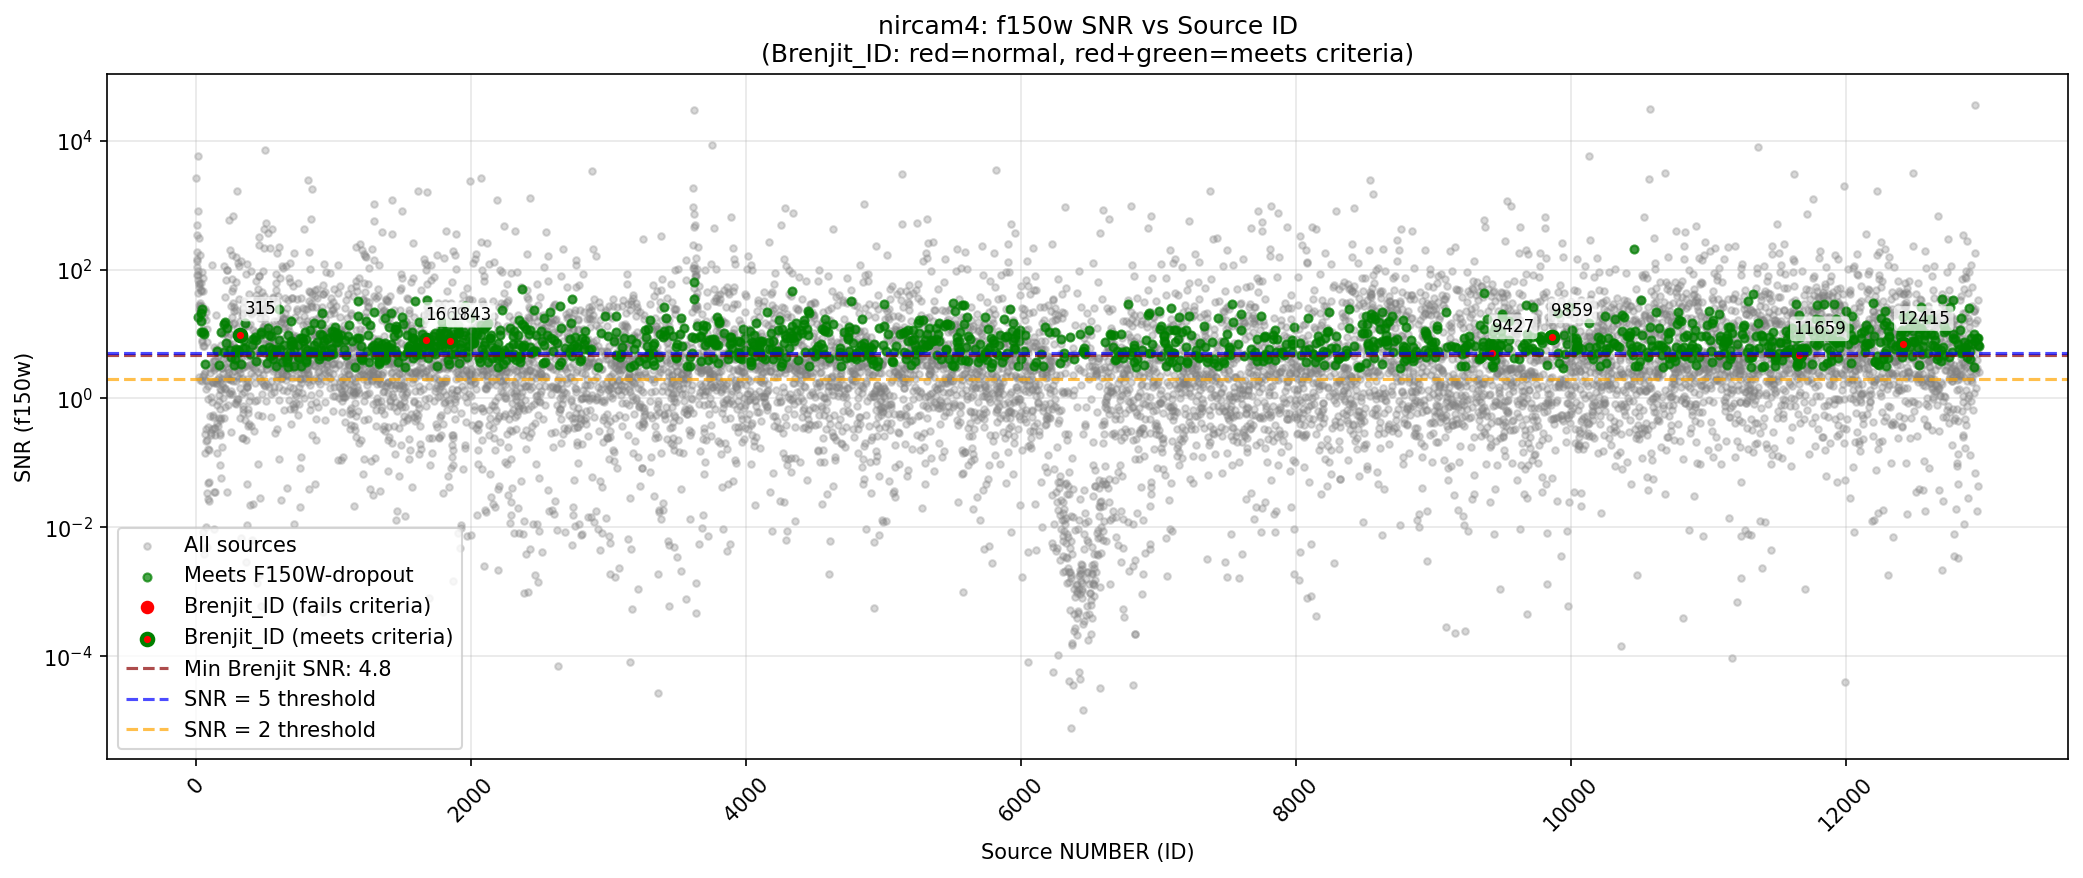 nircam4: f150w SNR vs Source ID
(Brenjit_ID: red=normal, red+green=meets criteria)
SNR (f150w)
10^4
10^2
10^0
10^-2
10^-4
315
1843
9427
9859
11659
12415
All sources
Meets F150W-dropout
Brenjit_ID (fails criteria)
Brenjit_ID (meets criteria)
Min Brenjit SNR: 4.8
SNR = 5 threshold
SNR = 2 threshold
0
2000
4000
6000
8000
10000
12000
Source NUMBER (ID)